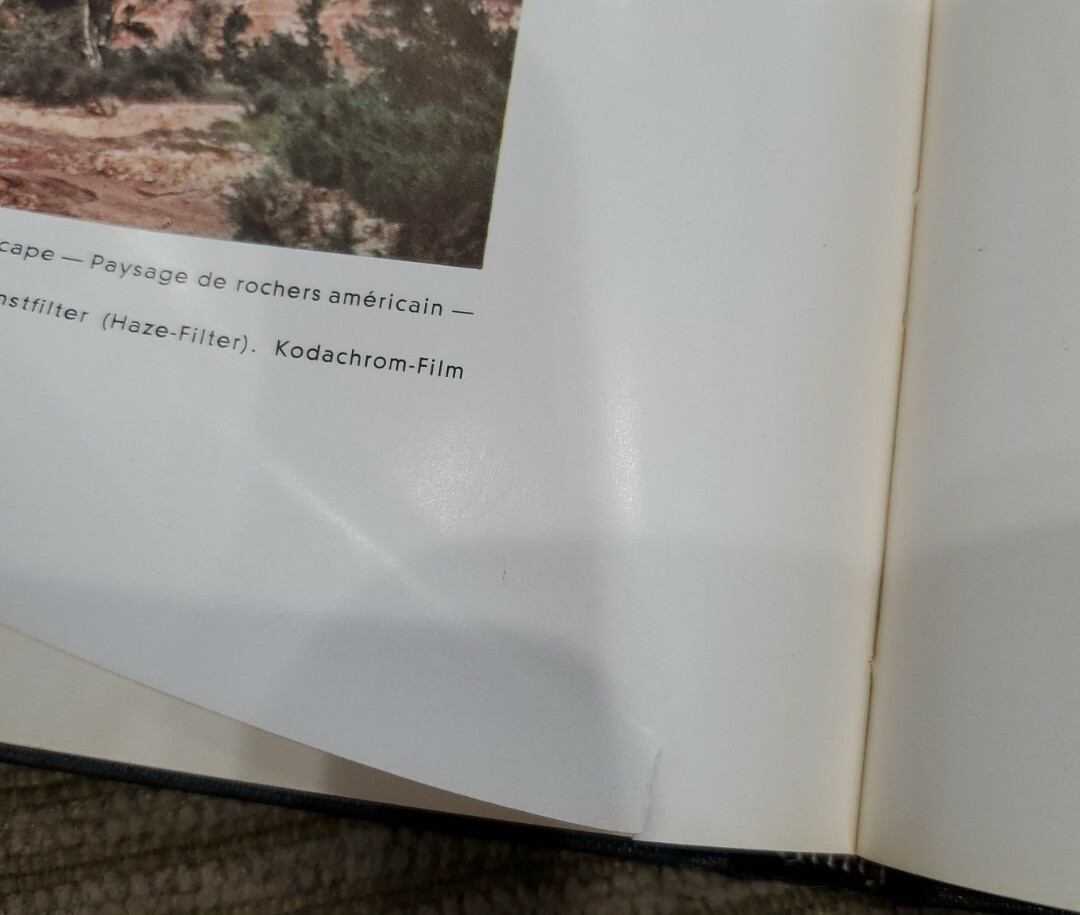 cape — Paysage de rochers américain —
nstfilter (Haze-Filter). Kodachrom-Film